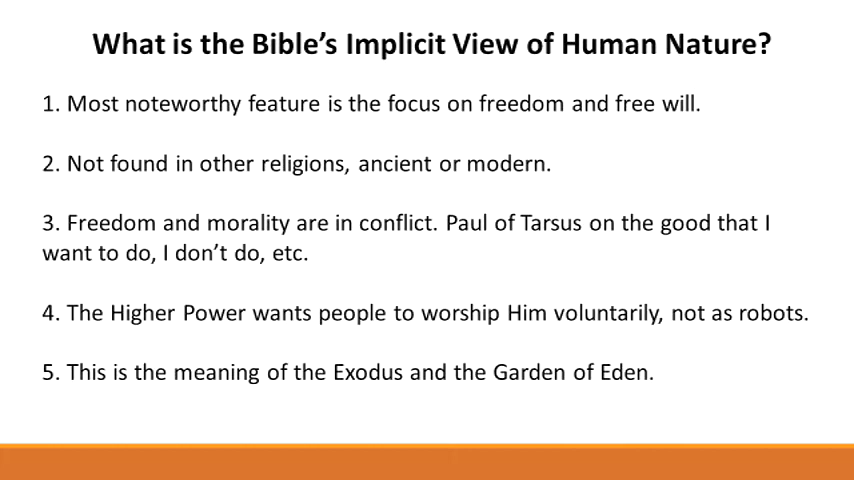 What is the Bible’s Implicit View of Human Nature?
1. Most noteworthy feature is the focus on freedom and free will.
2. Not found in other religions, ancient or modern.
3. Freedom and morality are in conflict. Paul of Tarsus on the good that I
want to do, I don’t do, etc.
4. The Higher Power wants people to worship Him voluntarily, not as robots.
5. This is the meaning of the Exodus and the Garden of Eden.